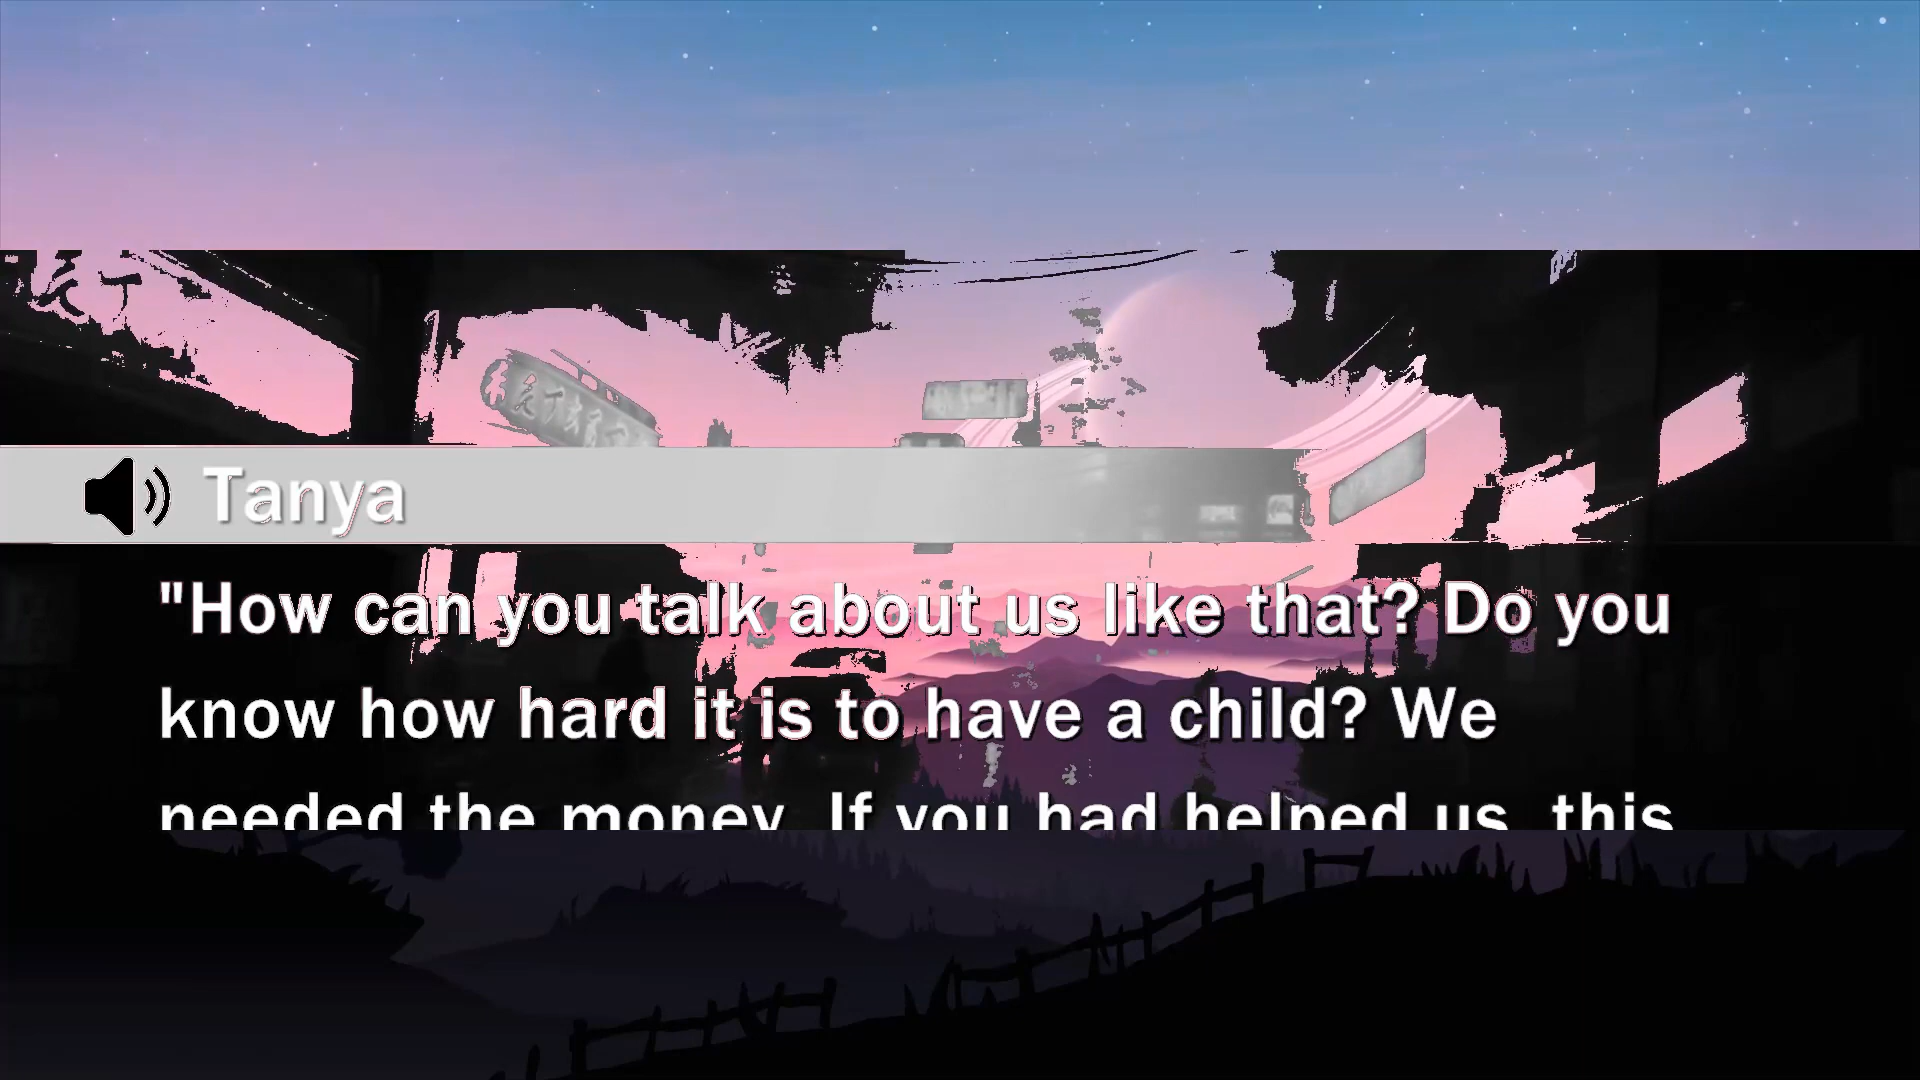 Tanya
"How can you talk about us like that? Do you
know how hard it is to have a child? We
needed the money. If you had helped us, this